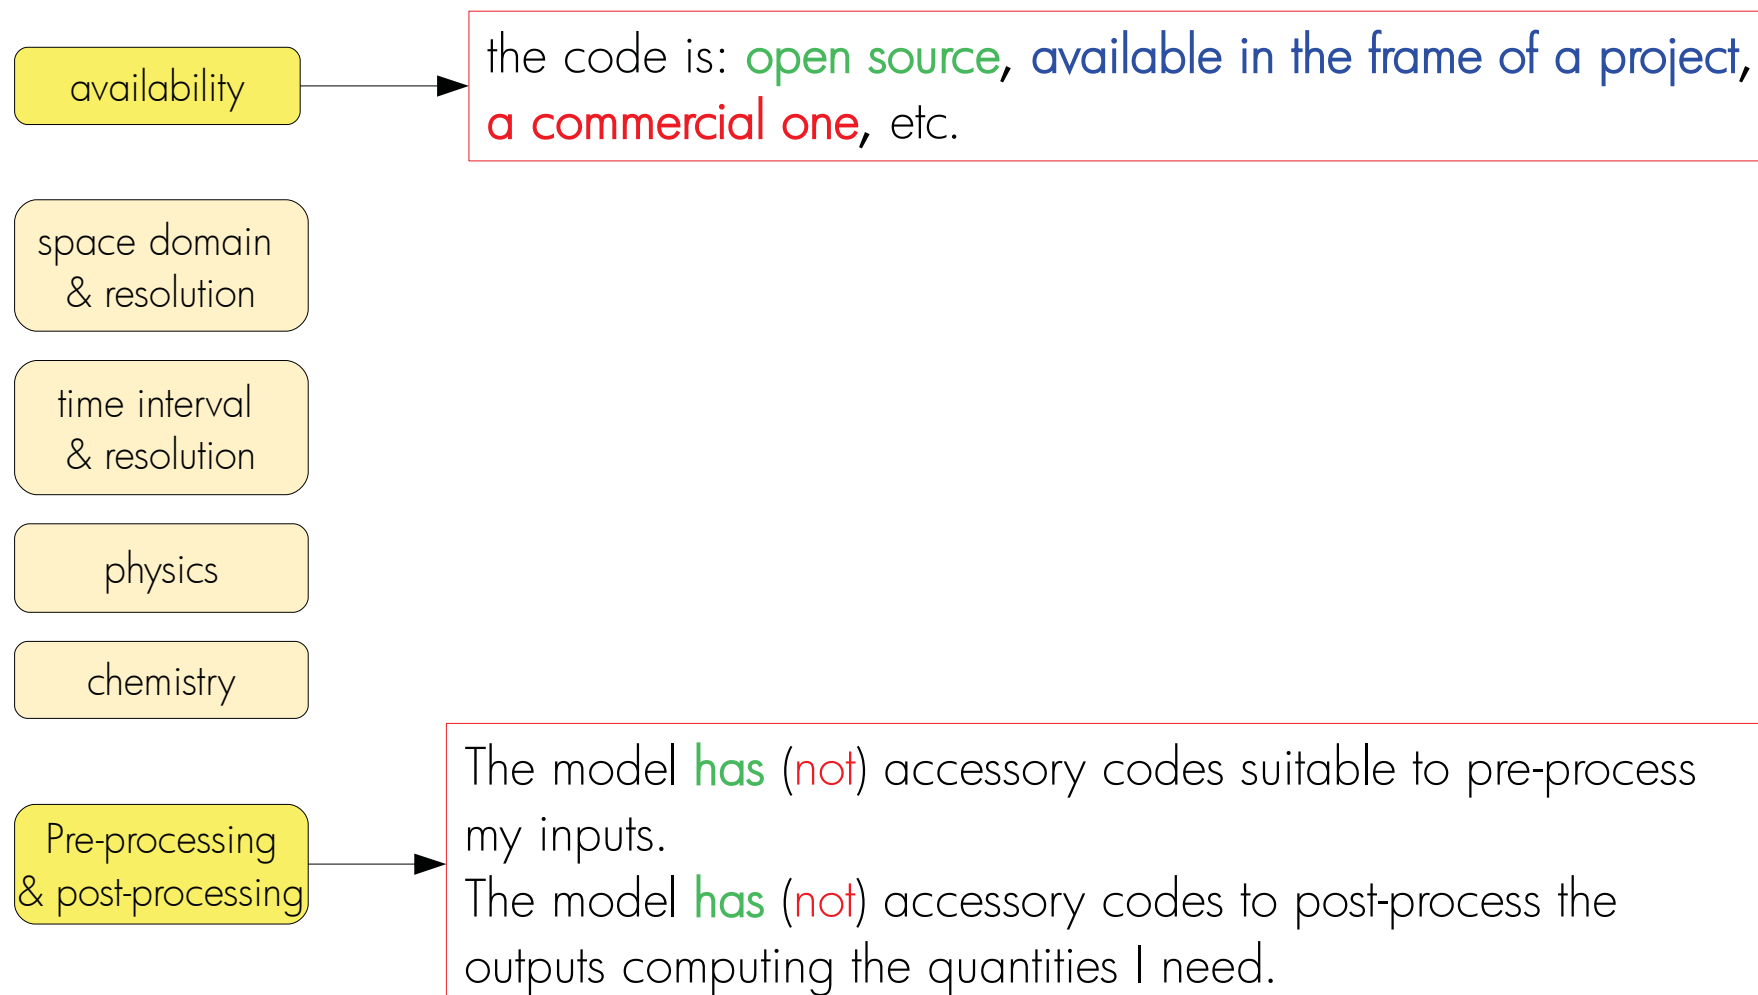 availability
the code is: open source, available in the frame of a project,
a commercial one, etc.
space domain
& resolution
time interval
& resolution
physics
chemistry
Pre-processing
& post-processing
The model has (not) accessory codes suitable to pre-process
my inputs.
The model has (not) accessory codes to post-process the
outputs computing the quantities I need.